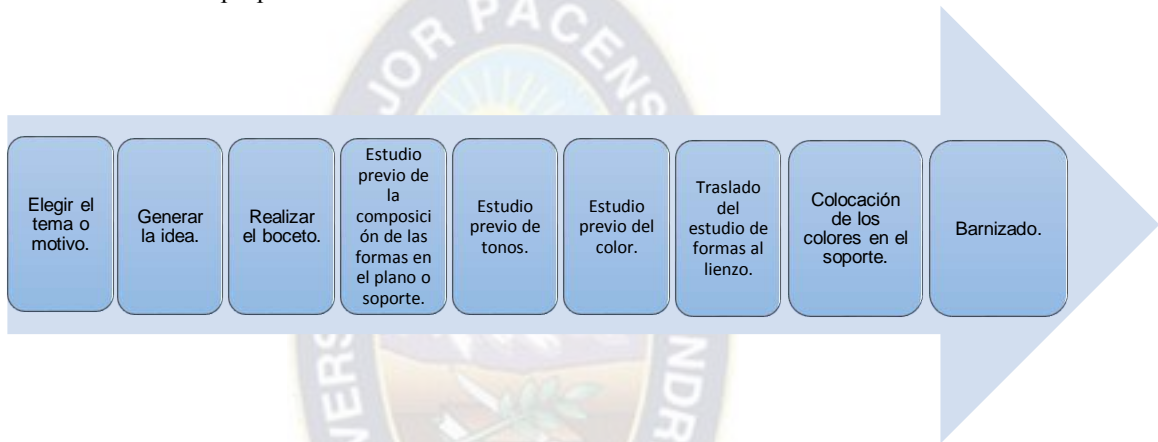 Elegir el
tema o
motivo.
Generar
la idea.
Realizar
el boceto.
Estudio
previo de
la
composici
ón de las
formas en
el plano o
soporte.
Estudio
previo de
tonos.
Estudio
previo del
color.
Traslado
del
estudio de
formas al
lienzo.
Colocación
de los
colores en el
soporte.
Barnizado.